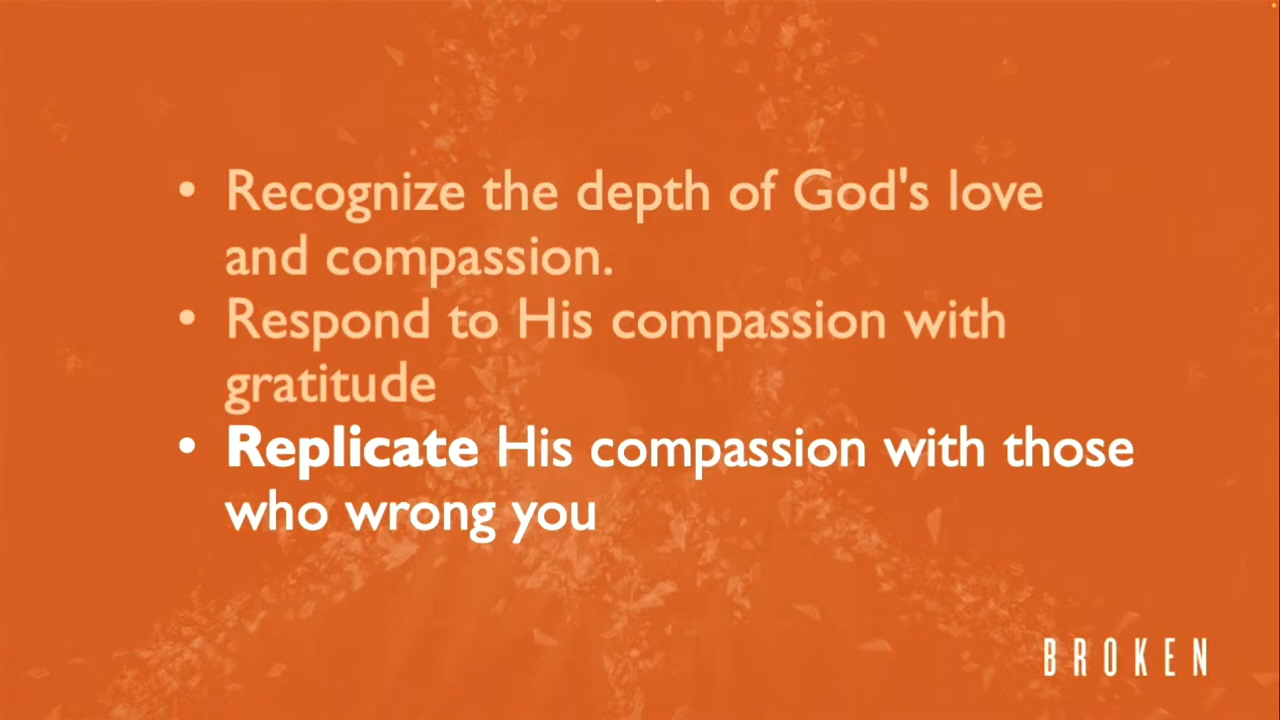 • Recognize the depth of God's love
and compassion.
• Respond to His compassion with
gratitude
• Replicate His compassion with those
who wrong you
BROKEN